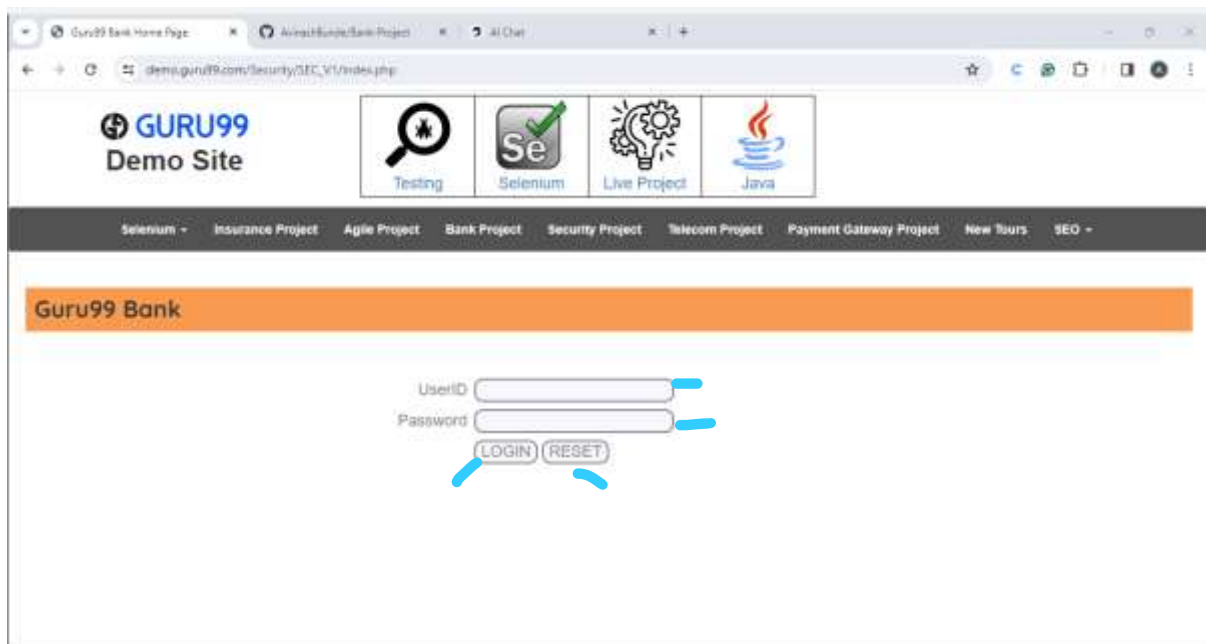 Guru99 Bank Home Page
AI Chat
demo.guru99.com/Security/SEC_V1/index.php
GURU99
Demo Site
Testing
Selenium
Live Project
Java
Selenium
Insurance Project
Agile Project
Bank Project
Security Project
Telecom Project
Payment Gateway Project
New Tours
SEO
Guru99 Bank
UserID
Password
LOGIN
RESET